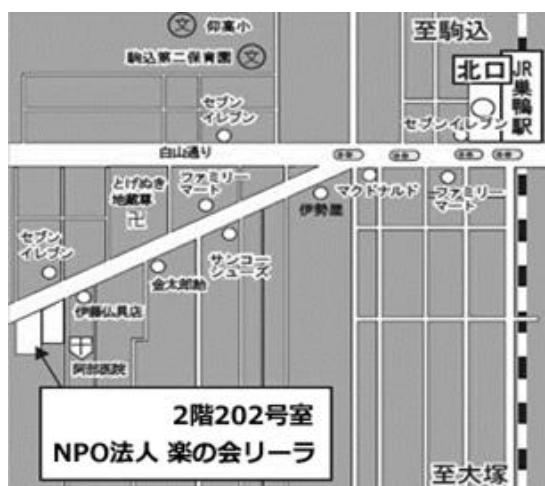 文 仰高小
至駒込
駒込第二保育園 文
北口
JR巣鴨駅
セブン
イレブン
セブンイレブン
白山通り
とげぬき
地蔵尊
卍
ファミリー
マート
マクドナルド
ファミリー
マート
伊勢屋
セブン
イレブン
サンコー
シューズ
金太郎飴
伊藤仏具店
阿部医院
2階202号室
NPO法人 楽の会リーラ
至大塚